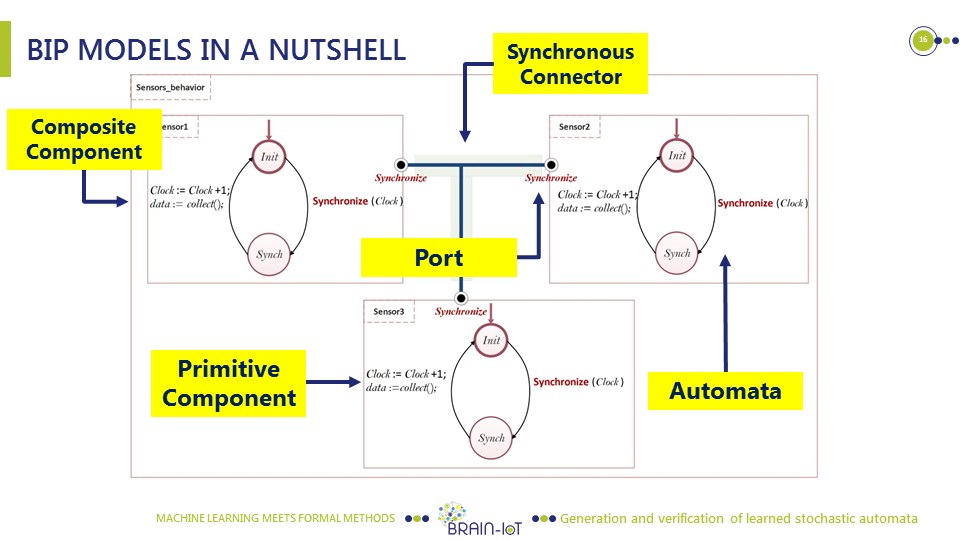 BIP MODELS IN A NUTSHELL
16
Synchronous
Connector
Sensors_behavior
Composite
Component
ensor1
Init
Clock := Clock +1;
data := collect();
Synchronize (Clock)
Synch
Synchronize
Synchronize
Sensor2
Init
Clock := Clock +1;
data := collect();
Synchronize (Clock)
Synch
Port
Synchronize
Sensor3
Init
Clock := Clock +1;
data :=collect();
Synchronize (Clock)
Synch
Primitive
Component
Automata
MACHINE LEARNING MEETS FORMAL METHODS
BRAIN-IoT
Generation and verification of learned stochastic automata